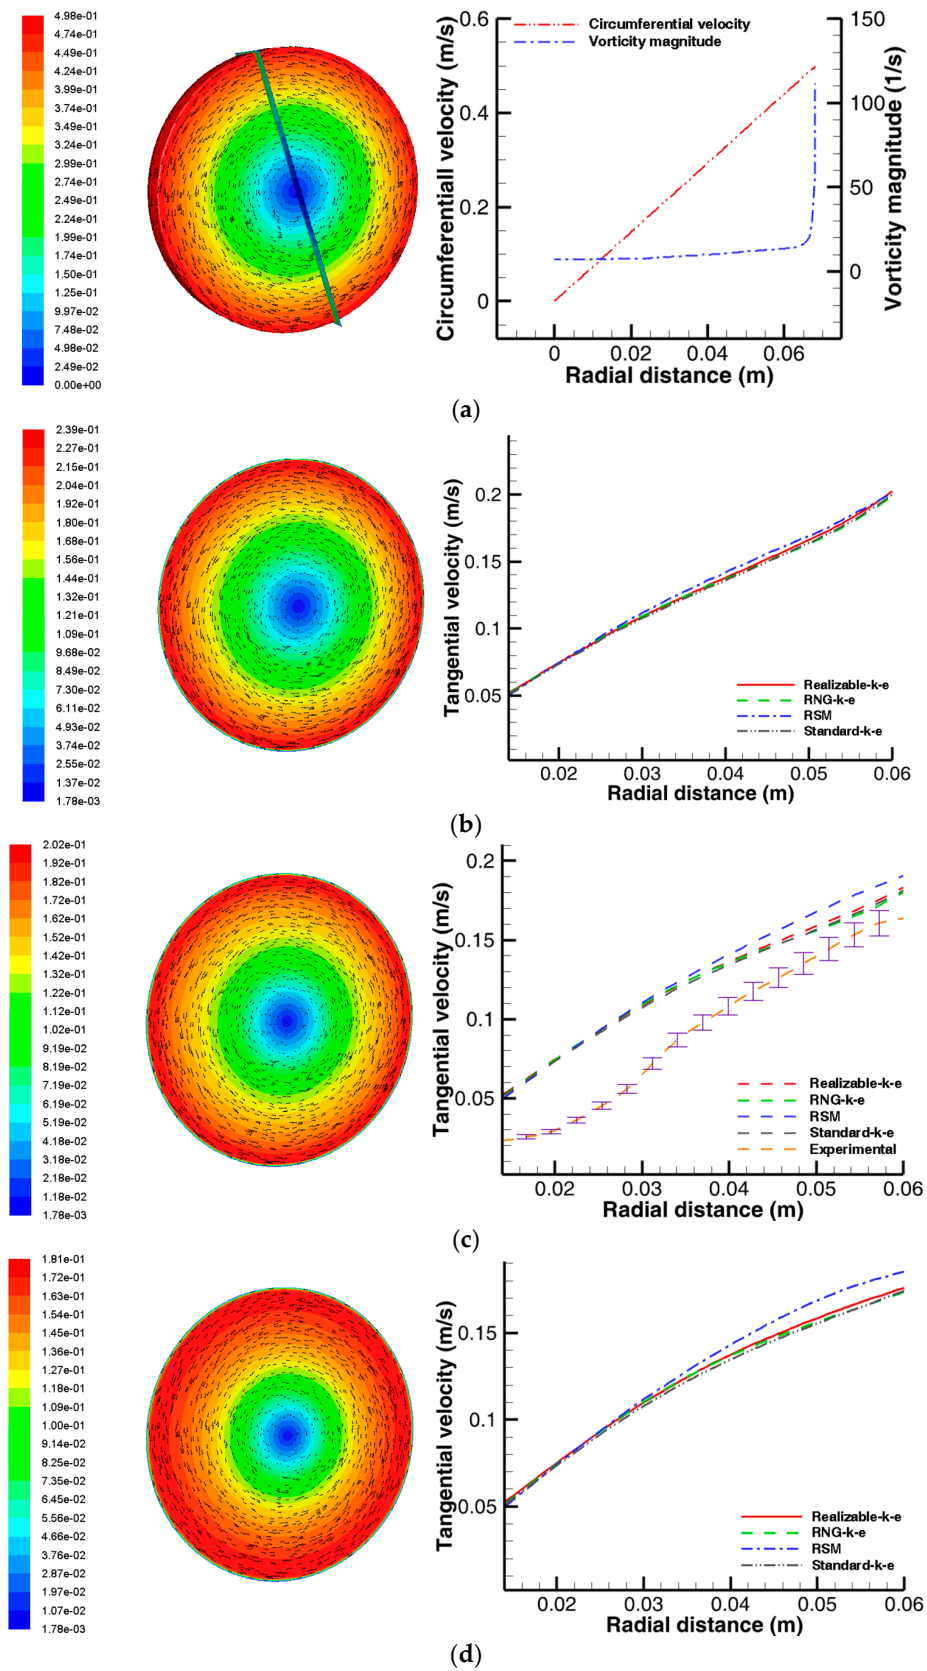 4.98e-01
4.74e-01
4.49e-01
4.24e-01
3.99e-01
3.74e-01
3.49e-01
3.24e-01
2.99e-01
2.74e-01
2.49e-01
2.24e-01
1.99e-01
1.74e-01
1.50e-01
1.25e-01
9.97e-02
7.48e-02
4.98e-02
2.49e-02
0.00e+00
Circumferentiall velocity (m/s)
0.6
0.4
0.2
0
Circumferential velocity
Vorticity magnitude
150
100
50
0
Vorticity magnitude (1/s)
0 0.02 0.04 0.06
Radial distance (m)
(a)
2.39e-01
2.27e-01
2.15e-01
2.04e-01
1.92e-01
1.80e-01
1.68e-01
1.56e-01
1.44e-01
1.32e-01
1.21e-01
1.09e-01
9.68e-02
8.49e-02
7.30e-02
6.11e-02
4.93e-02
3.74e-02
2.55e-02
1.37e-02
1.78e-03
Tangential velocity (m/s)
0.2
0.15
0.1
0.05
Realizable-k-e
RNG-k-e
RSM
Standard-k-e
0.02 0.03 0.04 0.05 0.06
Radial distance (m)
(b)
2.02e-01
1.92e-01
1.82e-01
1.72e-01
1.62e-01
1.52e-01
1.42e-01
1.32e-01
1.22e-01
1.12e-01
1.02e-01
9.19e-02
8.19e-02
7.19e-02
6.19e-02
5.19e-02
4.18e-02
3.18e-02
2.18e-02
1.18e-02
1.78e-03
Tangential velocity (m/s)
0.2
0.15
0.1
0.05
Realizable-k-e
RNG-k-e
RSM
Standard-k-e
Experimental
0.02 0.03 0.04 0.05 0.06
Radial distance (m)
(c)
1.81e-01
1.72e-01
1.63e-01
1.54e-01
1.45e-01
1.36e-01
1.27e-01
1.18e-01
1.09e-01
1.00e-01
9.14e-02
8.25e-02
7.35e-02
6.45e-02
5.56e-02
4.66e-02
3.76e-02
2.87e-02
1.97e-02
1.07e-02
1.78e-03
Tangential velocity (m/s)
0.15
0.1
0.05
Realizable-k-e
RNG-k-e
RSM
Standard-k-e
0.02 0.03 0.04 0.05 0.06
Radial distance (m)
(d)